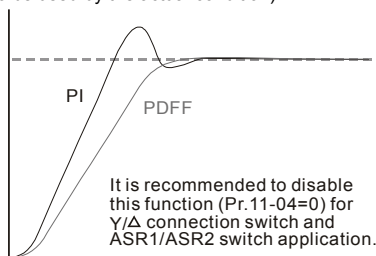 PI
PDFF
It is recommended to disable
this function (Pr.11-04=0) for
Y/Δ connection switch and
ASR1/ASR2 switch application.